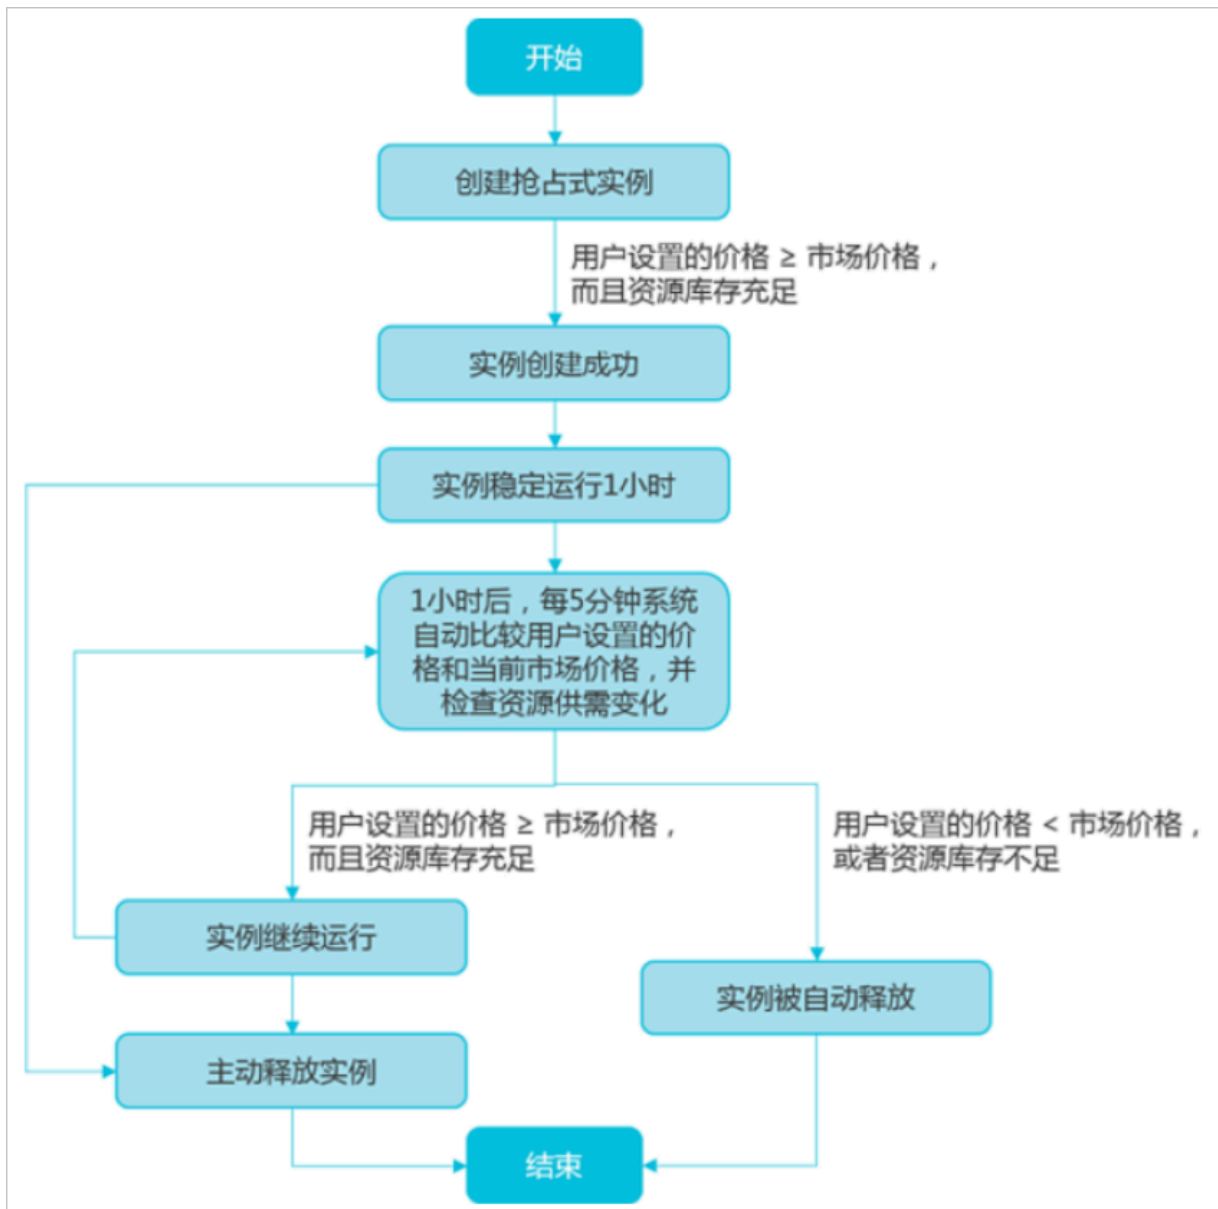 开始
创建抢占式实例
用户设置的价格 ≥ 市场价格，
而且资源库存充足
实例创建成功
实例稳定运行1小时
1小时后，每5分钟系统
自动比较用户设置的价
格和当前市场价格，并
检查资源供需变化
用户设置的价格 ≥ 市场价格，
而且资源库存充足
用户设置的价格 < 市场价格，
或者资源库存不足
实例继续运行
实例被自动释放
主动释放实例
结束